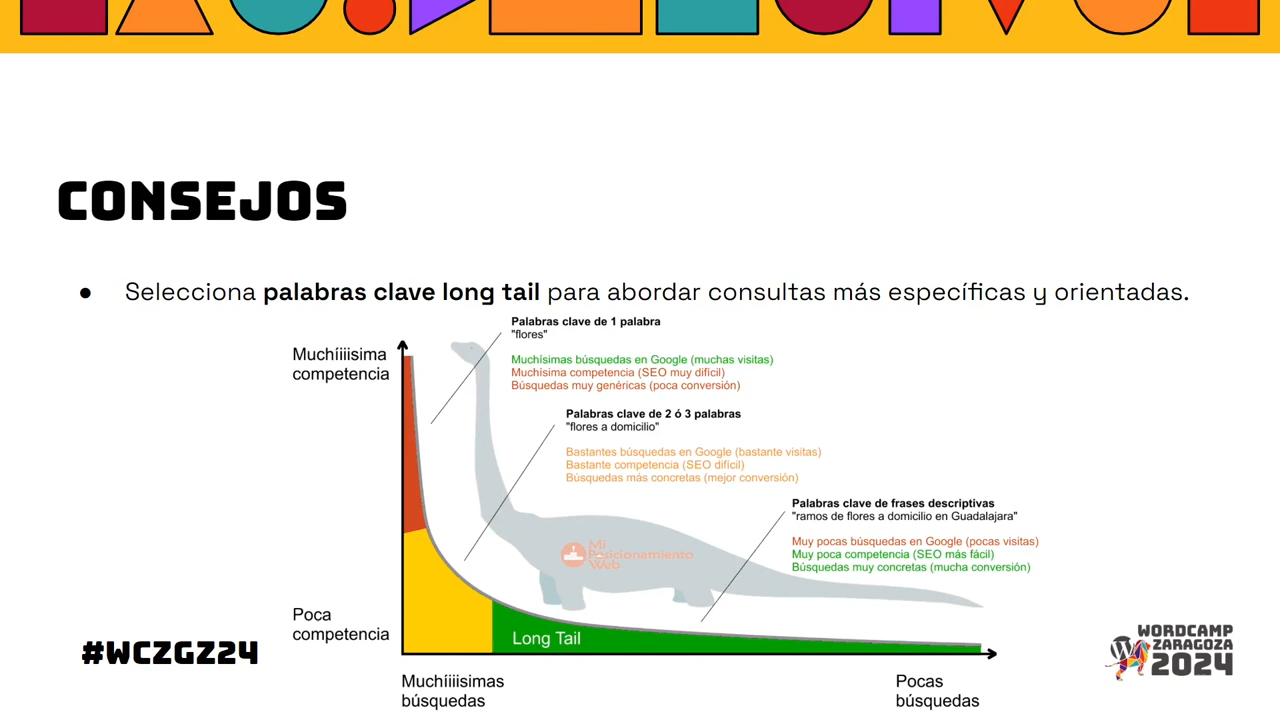 CONSEJOS
● Selecciona palabras clave long tail para abordar consultas más específicas y orientadas.
Palabras clave de 1 palabra
"flores"
Muchísimas búsquedas en Google (muchas visitas)
Muchísima competencia (SEO muy difícil)
Búsquedas muy genéricas (poca conversión)
Muchíiiisima
competencia
Palabras clave de 2 ó 3 palabras
"flores a domicilio"
Bastantes búsquedas en Google (bastante visitas)
Bastante competencia (SEO difícil)
Búsquedas más concretas (mejor conversión)
Palabras clave de frases descriptivas
"ramos de flores a domicilio en Guadalajara"
Muy pocas búsquedas en Google (pocas visitas)
Muy poca competencia (SEO más fácil)
Búsquedas muy concretas (mucha conversión)
Mi
Posicionamiento
Web
Poca
competencia
Long Tail
Muchíiiisimas
búsquedas
Pocas
búsquedas
#WCZGZ24
WORDCAMP
ZARAGOZA
2024